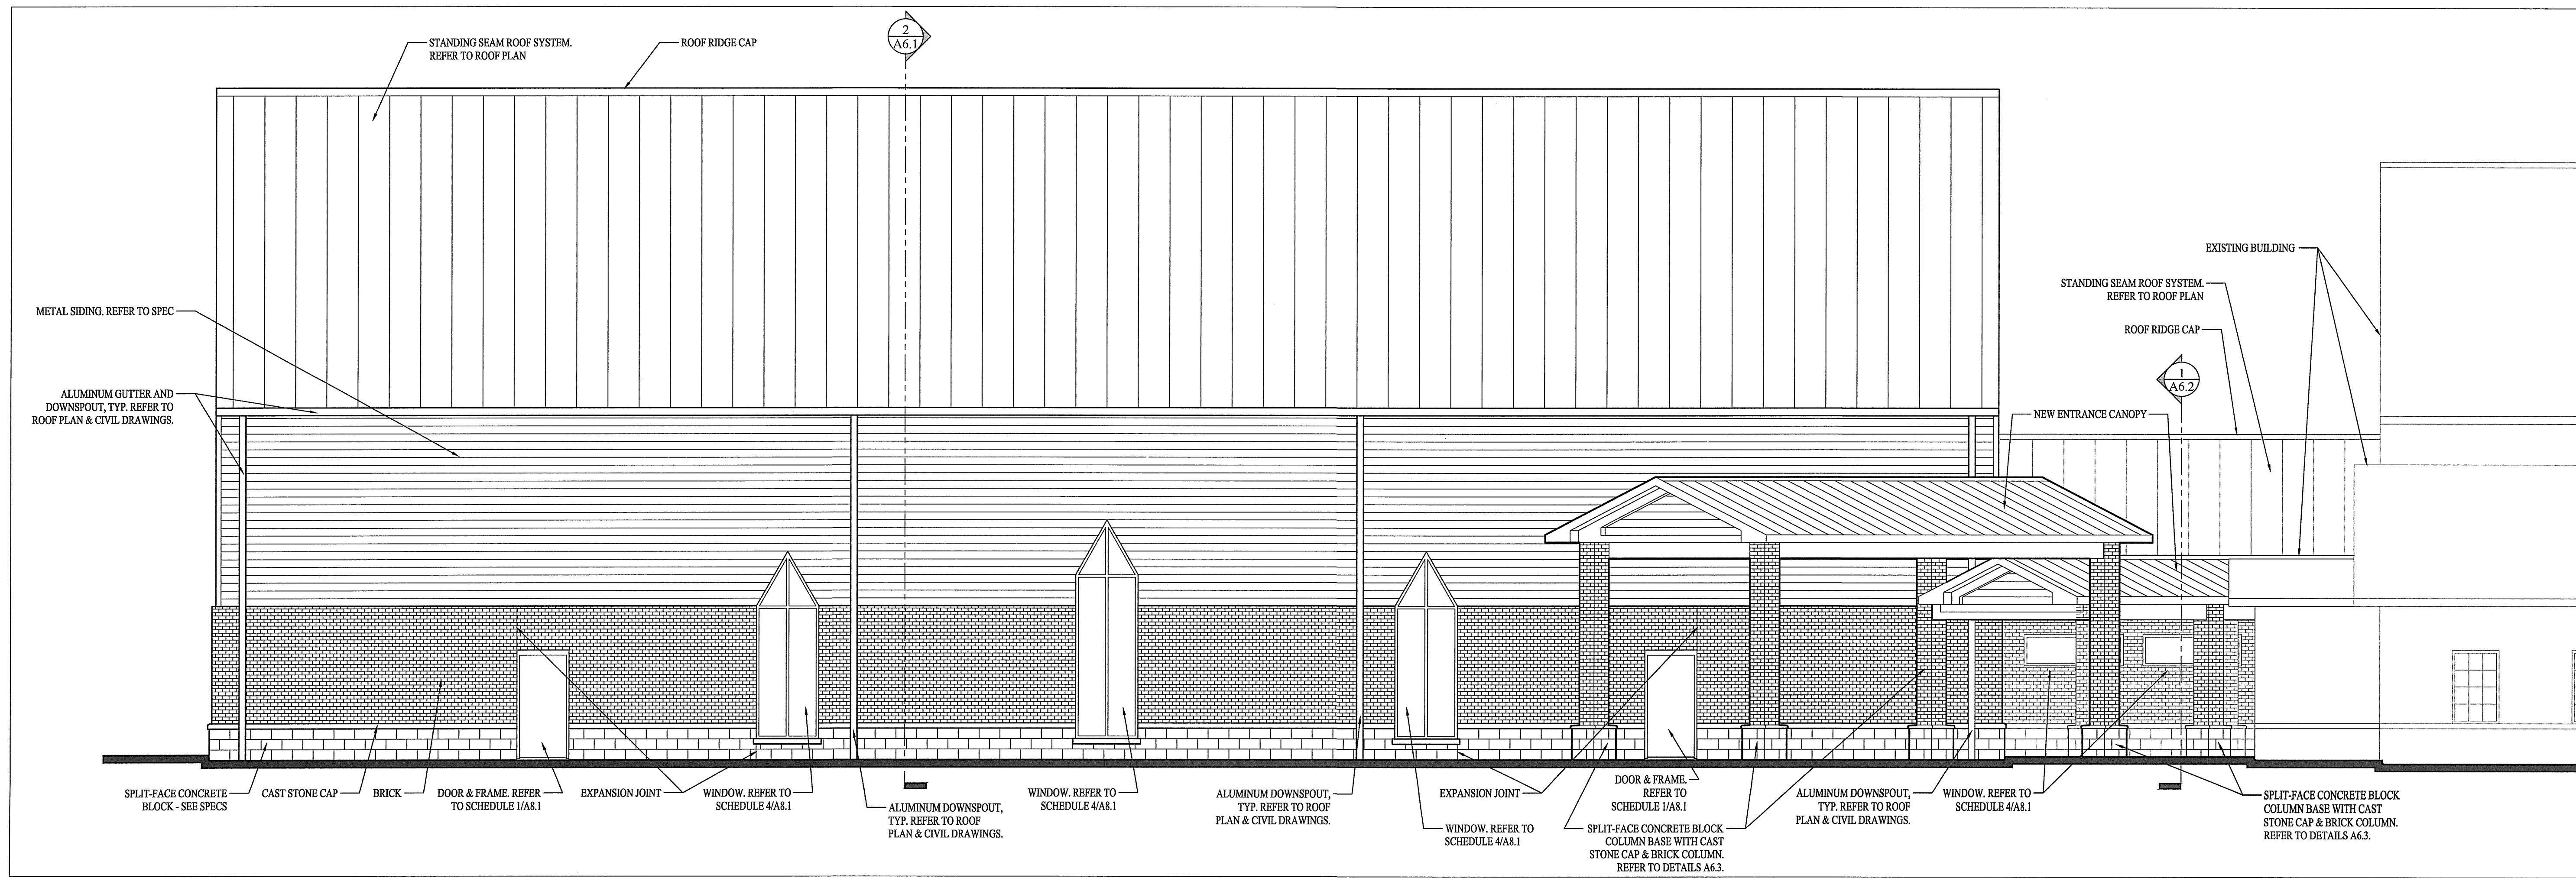 STANDING SEAM ROOF SYSTEM.
REFER TO ROOF PLAN
ROOF RIDGE CAP
2
A6.1
METAL SIDING. REFER TO SPEC
ALUMINUM GUTTER AND
DOWNSPOUT, TYP. REFER TO
ROOF PLAN & CIVIL DRAWINGS.
EXISTING BUILDING
STANDING SEAM ROOF SYSTEM.
REFER TO ROOF PLAN
ROOF RIDGE CAP
1
A6.2
NEW ENTRANCE CANOPY
SPLIT-FACE CONCRETE
BLOCK - SEE SPECS
CAST STONE CAP
BRICK
DOOR & FRAME. REFER
TO SCHEDULE 1/A8.1
EXPANSION JOINT
WINDOW. REFER TO
SCHEDULE 4/A8.1
ALUMINUM DOWNSPOUT,
TYP. REFER TO ROOF
PLAN & CIVIL DRAWINGS.
WINDOW. REFER TO
SCHEDULE 4/A8.1
ALUMINUM DOWNSPOUT,
TYP. REFER TO ROOF
PLAN & CIVIL DRAWINGS.
EXPANSION JOINT
WINDOW. REFER TO
SCHEDULE 4/A8.1
DOOR & FRAME.
REFER TO
SCHEDULE 1/A8.1
SPLIT-FACE CONCRETE BLOCK
COLUMN BASE WITH CAST
STONE CAP & BRICK COLUMN.
REFER TO DETAILS A6.3.
ALUMINUM DOWNSPOUT,
TYP. REFER TO ROOF
PLAN & CIVIL DRAWINGS.
WINDOW. REFER TO
SCHEDULE 4/A8.1
SPLIT-FACE CONCRETE BLOCK
COLUMN BASE WITH CAST
STONE CAP & BRICK COLUMN.
REFER TO DETAILS A6.3.